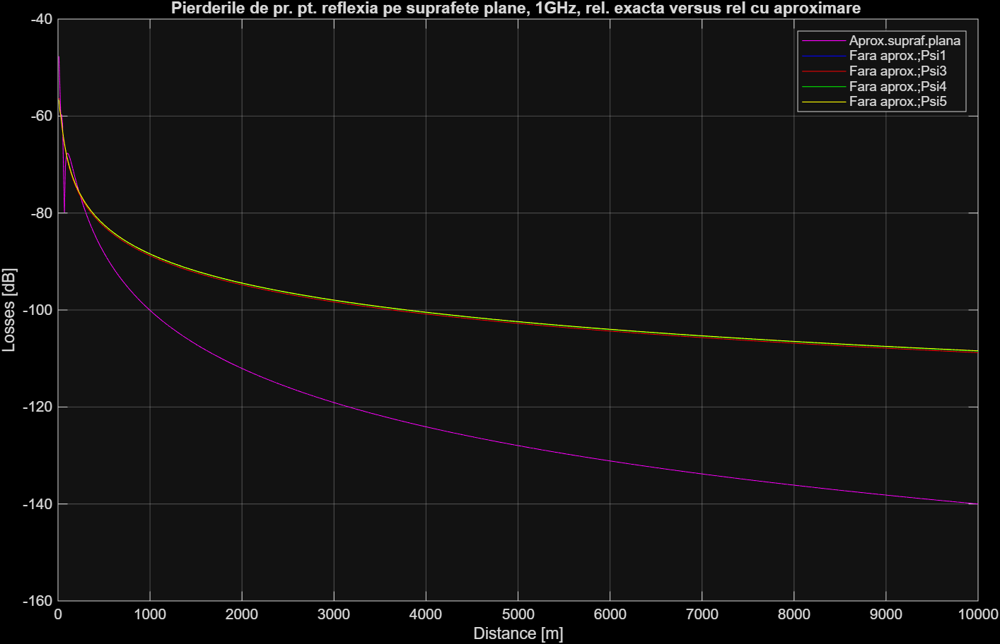 Pierderile de pr. pt. reflexia pe suprafete plane, 1GHz, rel. exacta versus rel cu aproximare
-40
-60
-80
-100
-120
-140
-160
Losses [dB]
Aprox.supraf.plana
Fara aprox.;Psi1
Fara aprox.;Psi3
Fara aprox.;Psi4
Fara aprox.;Psi5
0 1000 2000 3000 4000 5000 6000 7000 8000 9000 10000
Distance [m]